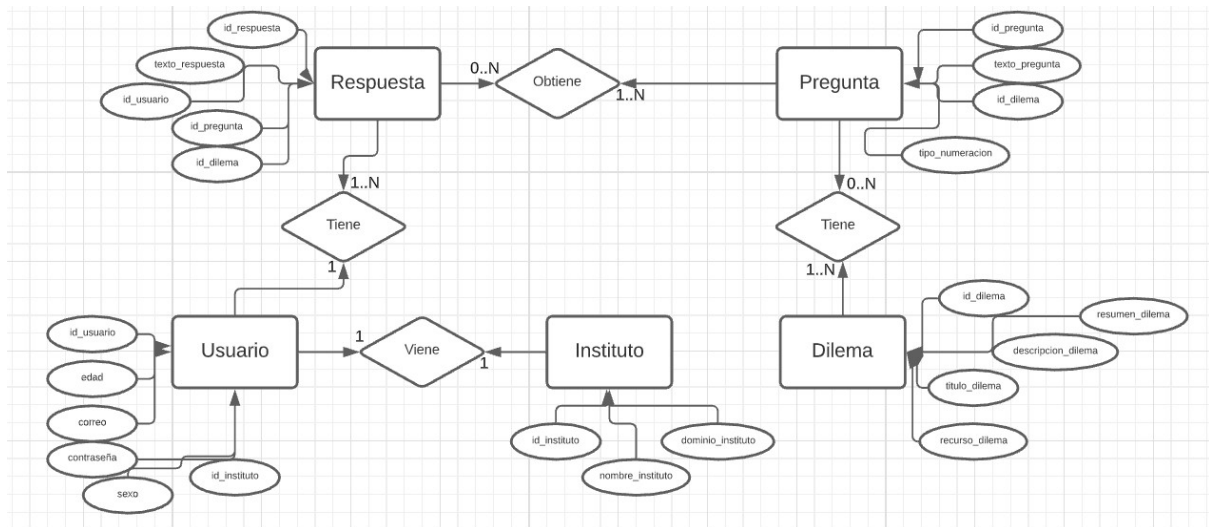 id_respuesta
texto_respuesta
id_usuario
id_pregunta
id_dilema
Respuesta
0..N
Obtiene
1..N
Pregunta
id_pregunta
texto_pregunta
id_dilema
tipo_numeracion
1..N
Tiene
1
0..N
Tiene
1..N
id_usuario
edad
correo
contraseña
sexo
id_instituto
Usuario
1
Viene
1
Instituto
id_instituto
nombre_instituto
dominio_instituto
Dilema
id_dilema
resumen_dilema
descripcion_dilema
titulo_dilema
recurso_dilema